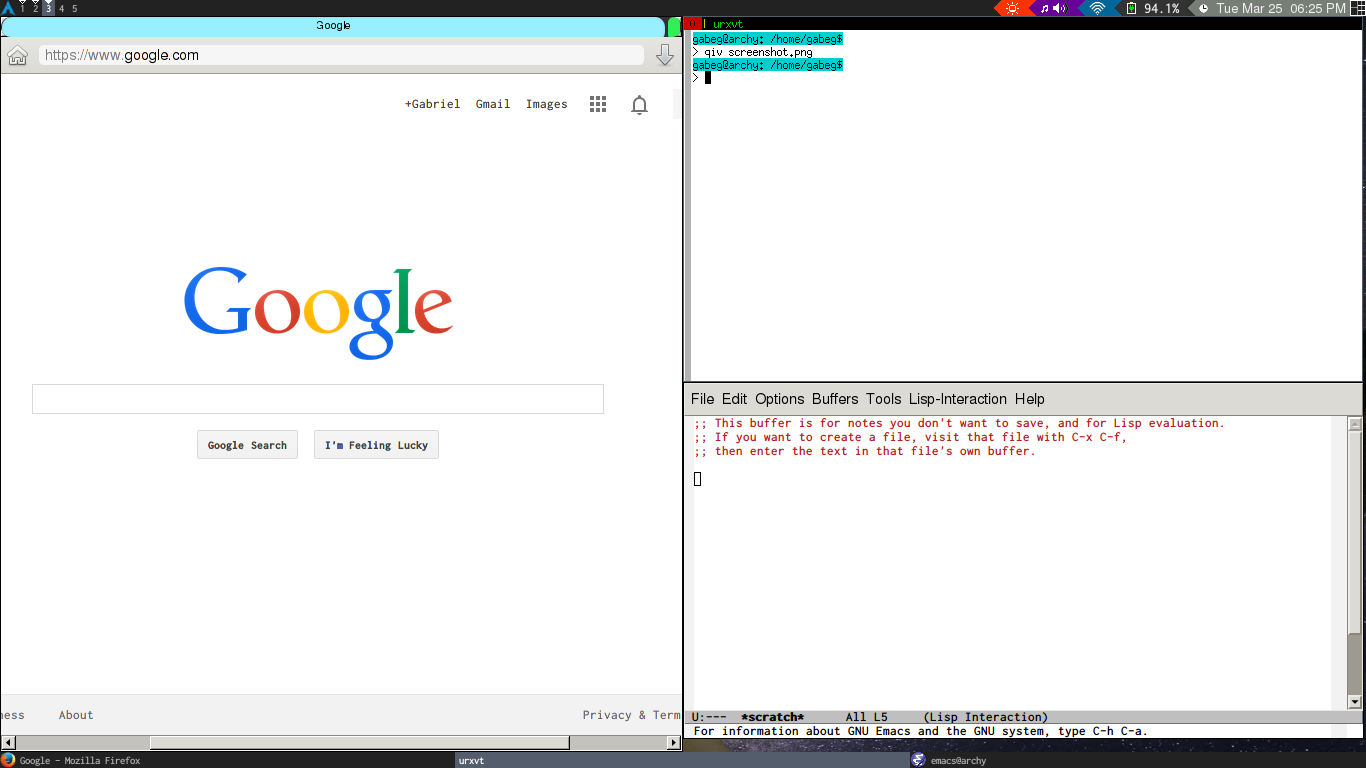 1 2 3 4 5
94.1% Tue Mar 25 06:25 PM
Google
https://www.google.com
+Gabriel Gmail Images
Google
Google Search I'm Feeling Lucky
ness About Privacy & Term
urxvt
gabeg@archy: /home/gabeg$
> qiv screenshot.png
gabeg@archy: /home/gabeg$
>
File Edit Options Buffers Tools Lisp-Interaction Help
;; This buffer is for notes you don't want to save, and for Lisp evaluation.
;; If you want to create a file, visit that file with C-x C-f,
;; then enter the text in that file's own buffer.
U:--- *scratch* All L5 (Lisp Interaction)
For information about GNU Emacs and the GNU system, type C-h C-a.
Google - Mozilla Firefox urxvt emacs@archy